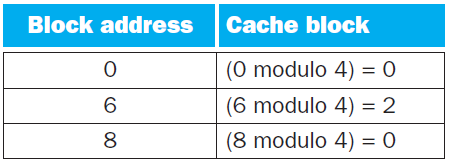 Block address Cache block
0 (0 modulo 4) = 0
6 (6 modulo 4) = 2
8 (8 modulo 4) = 0